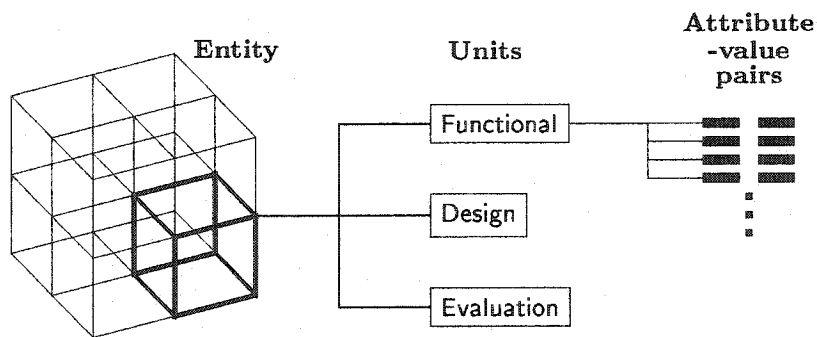 Entity
Units
Attribute
-value
pairs
Functional
Design
Evaluation